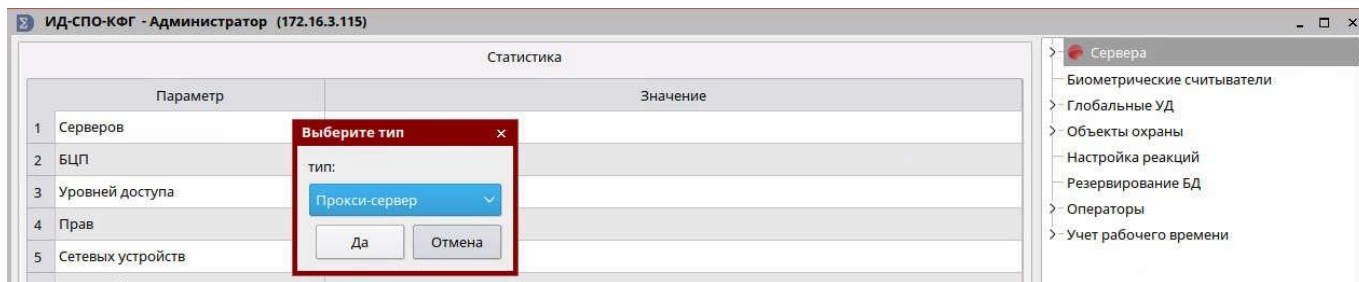 ИД-СПО-КФГ - Администратор (172.16.3.115)
Статистика
Параметр Значение
1 Серверов
2 БЦП
3 Уровней доступа
4 Прав
5 Сетевых устройств
Выберите тип
тип:
Прокси-сервер
Да Отмена
Сервера
Биометрические считыватели
Глобальные УД
Объекты охраны
Настройка реакций
Резервирование БД
Операторы
Учет рабочего времени